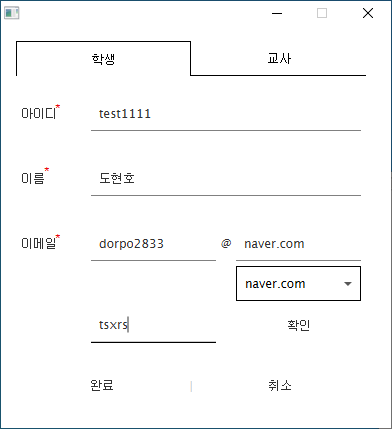 학생 교사
아이디* test1111
이름* 도현호
이메일* dorpo2833 @ naver.com
naver.com
tsxrs 확인
완료 | 취소